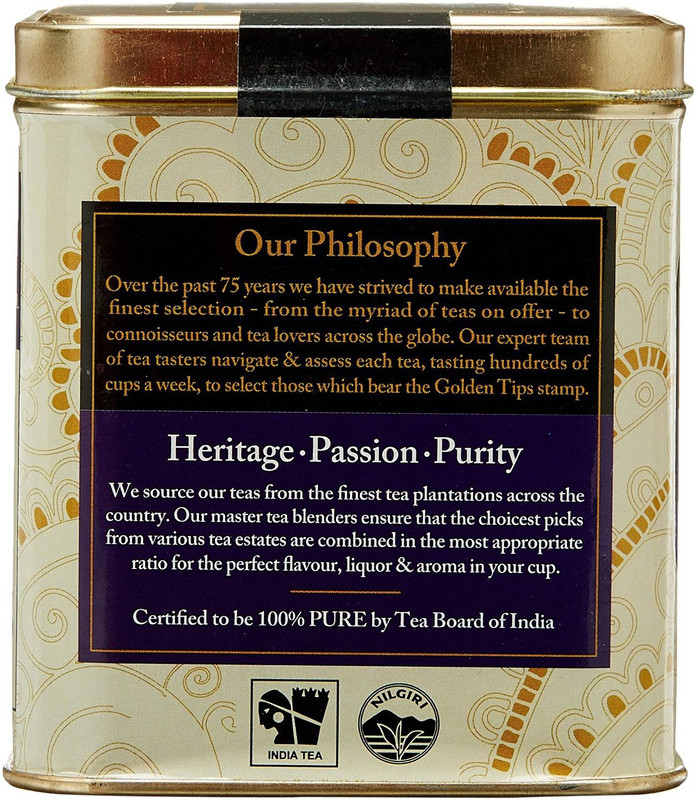 Our Philosophy
Over the past 75 years we have strived to make available the
finest selection - from the myriad of teas on offer - to
connoisseurs and tea lovers across the globe. Our expert team
of tea tasters navigate & assess each tea, tasting hundreds of
cups a week, to select those which bear the Golden Tips stamp.
Heritage · Passion · Purity
We source our teas from the finest tea plantations across the
country. Our master tea blenders ensure that the choicest picks
from various tea estates are combined in the most appropriate
ratio for the perfect flavour, liquor & aroma in your cup.
Certified to be 100% PURE by Tea Board of India
INDIA TEA
NILGIRI